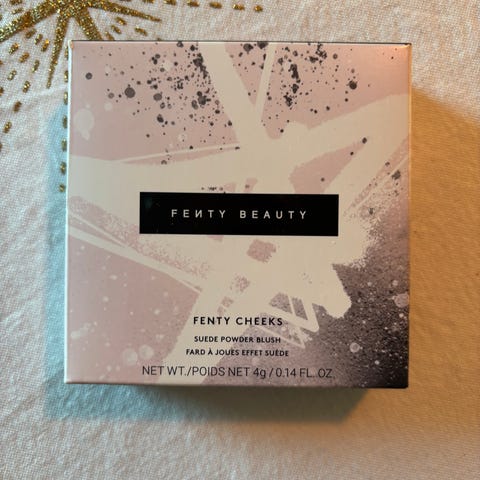 FEИTY BEAUTY
FENTY CHEEKS
SUEDE POWDER BLUSH
FARD À JOUES EFFET SUÈDE
NET WT./POIDS NET 4g / 0.14 FL. OZ.